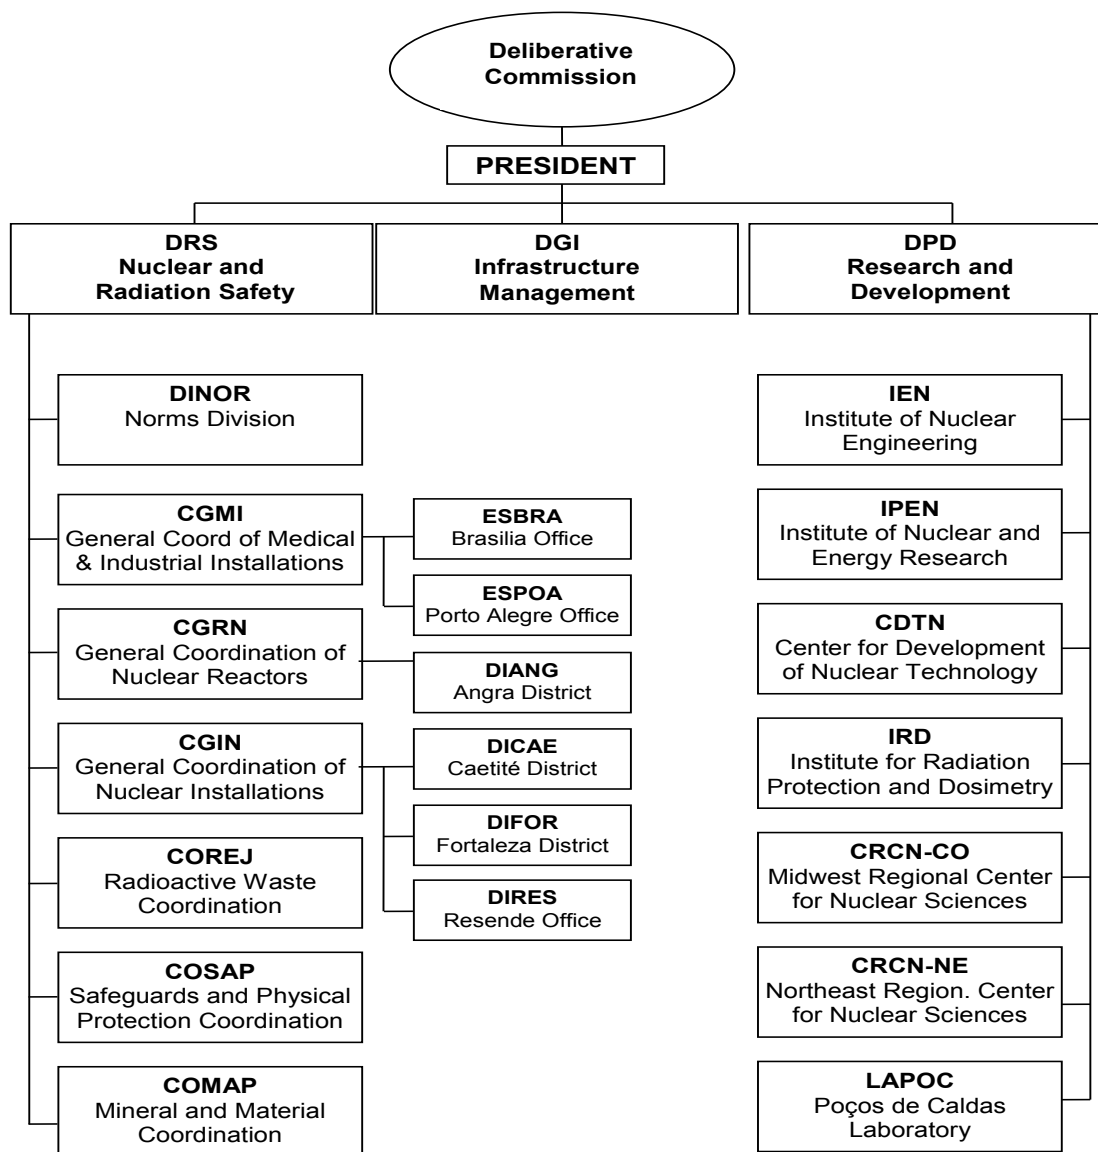 Deliberative
Commission
PRESIDENT
DRS
Nuclear and
Radiation Safety
DGI
Infrastructure
Management
DPD
Research and
Development
DINOR
Norms Division
CGMI
General Coord of Medical
& Industrial Installations
CGRN
General Coordination of
Nuclear Reactors
CGIN
General Coordination of
Nuclear Installations
COREJ
Radioactive Waste
Coordination
COSAP
Safeguards and Physical
Protection Coordination
COMAP
Mineral and Material
Coordination
ESBRA
Brasilia Office
ESPOA
Porto Alegre Office
DIANG
Angra District
DICAE
Caetité District
DIFOR
Fortaleza District
DIRES
Resende Office
IEN
Institute of Nuclear
Engineering
IPEN
Institute of Nuclear and
Energy Research
CDTN
Center for Development
of Nuclear Technology
IRD
Institute for Radiation
Protection and Dosimetry
CRCN-CO
Midwest Regional Center
for Nuclear Sciences
CRCN-NE
Northeast Region. Center
for Nuclear Sciences
LAPOC
Poços de Caldas
Laboratory